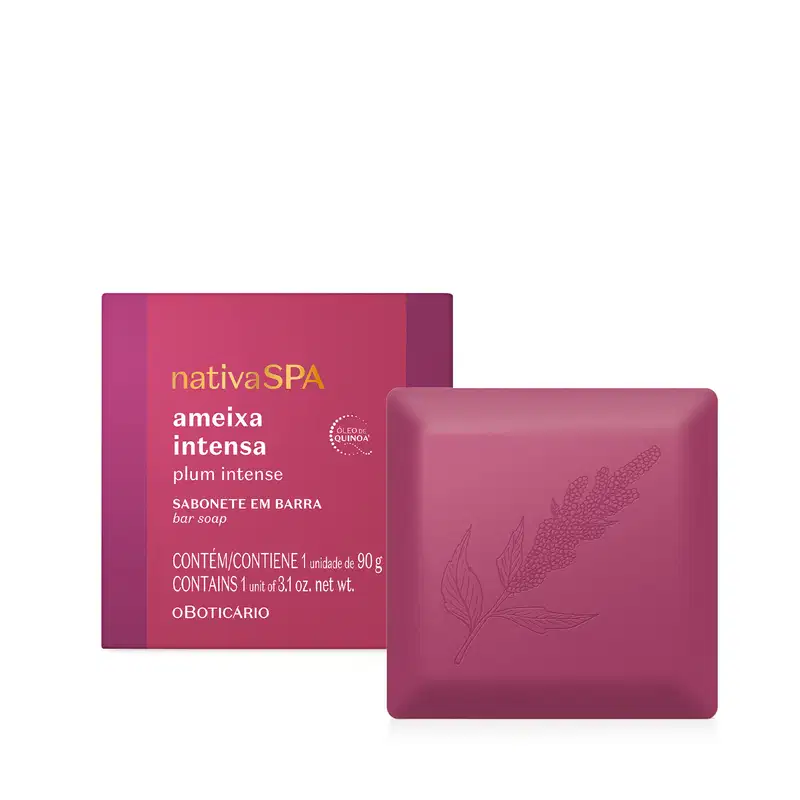 nativaSPA
ameixa
intensa
plum intense
ÓLEO DE
QUINOA
SABONETE EM BARRA
bar soap
CONTÉM/CONTIENE 1 unidade de 90 g
CONTAINS 1 unit of 3.1 oz. net wt.
oBOTICÁRIO